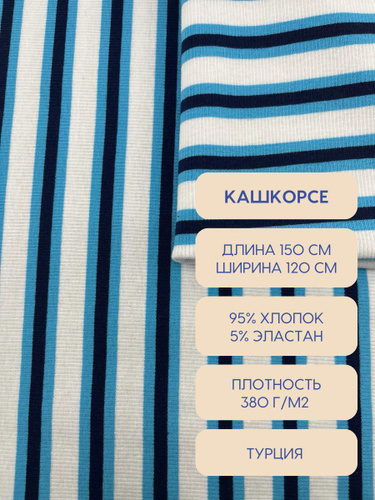 КАШКОРСЕ
ДЛИНА 150 СМ
ШИРИНА 120 СМ
95% ХЛОПОК
5% ЭЛАСТАН
ПЛОТНОСТЬ
380 Г/М2
ТУРЦИЯ